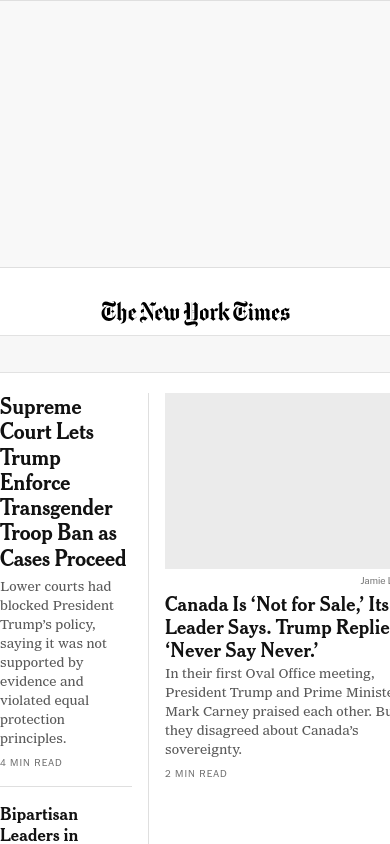 The New York Times
Supreme
Court Lets
Trump
Enforce
Transgender
Troop Ban as
Cases Proceed
Lower courts had
blocked President
Trump's policy,
saying it was not
supported by
evidence and
violated equal
protection
principles.
4 MIN READ
Bipartisan
Leaders in
Jamie L
Canada Is ‘Not for Sale,’ Its
Leader Says. Trump Replie
‘Never Say Never.’
In their first Oval Office meeting,
President Trump and Prime Ministe
Mark Carney praised each other. Bu
they disagreed about Canada’s
sovereignty.
2 MIN READ